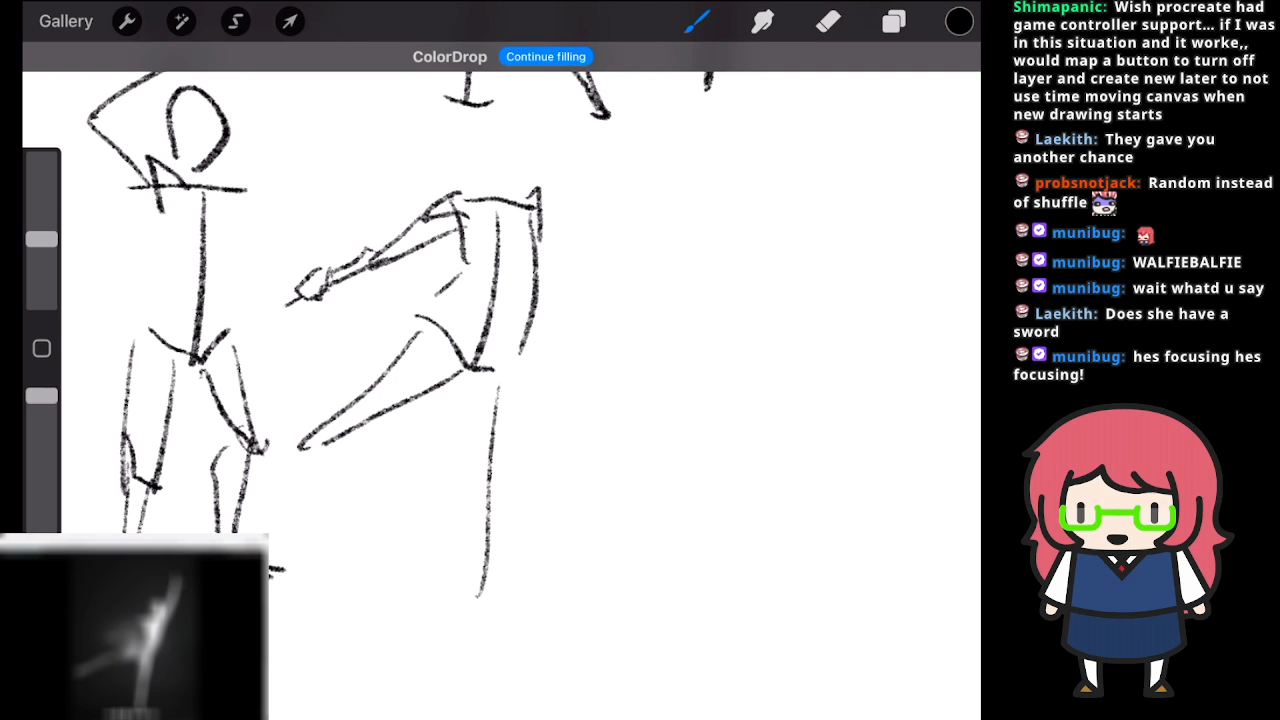 Gallery
ColorDrop Continue filling
Shimapanic: Wish procreate had
game controller support... if I was
in this situation and it worke,,
would map a button to turn off
layer and create new later to not
use time moving canvas when
new drawing starts
Laekith: They gave you
another chance
probsnotjack: Random instead
of shuffle
munibug:
munibug: WALFIEBALFIE
munibug: wait whatd u say
Laekith: Does she have a
sword
munibug: hes focusing hes
focusing!